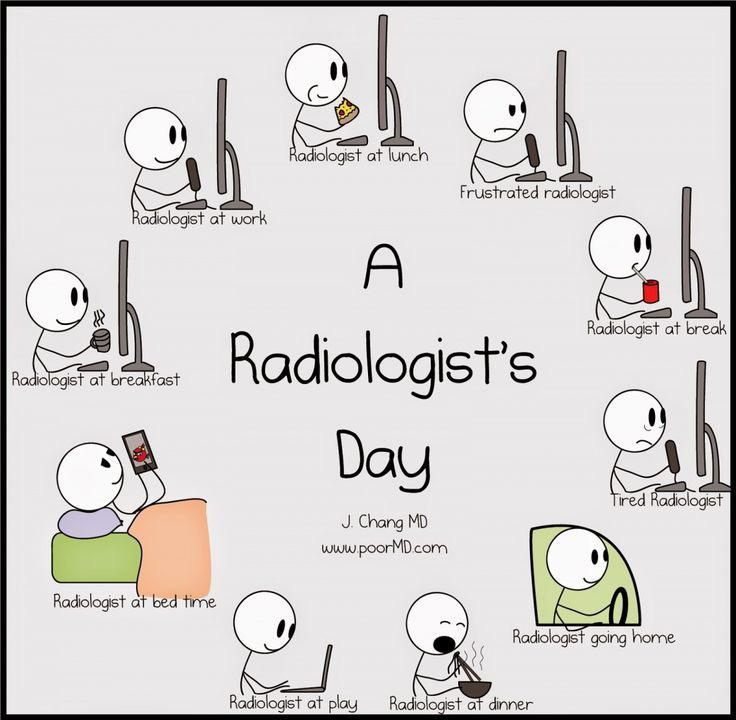 A
Radiologist's
Day
J. Chang MD
www.poorMD.com
Radiologist at breakfast
Radiologist at work
Radiologist at lunch
Frustrated radiologist
Radiologist at break
Tired Radiologist
Radiologist going home
Radiologist at dinner
Radiologist at play
Radiologist at bed time